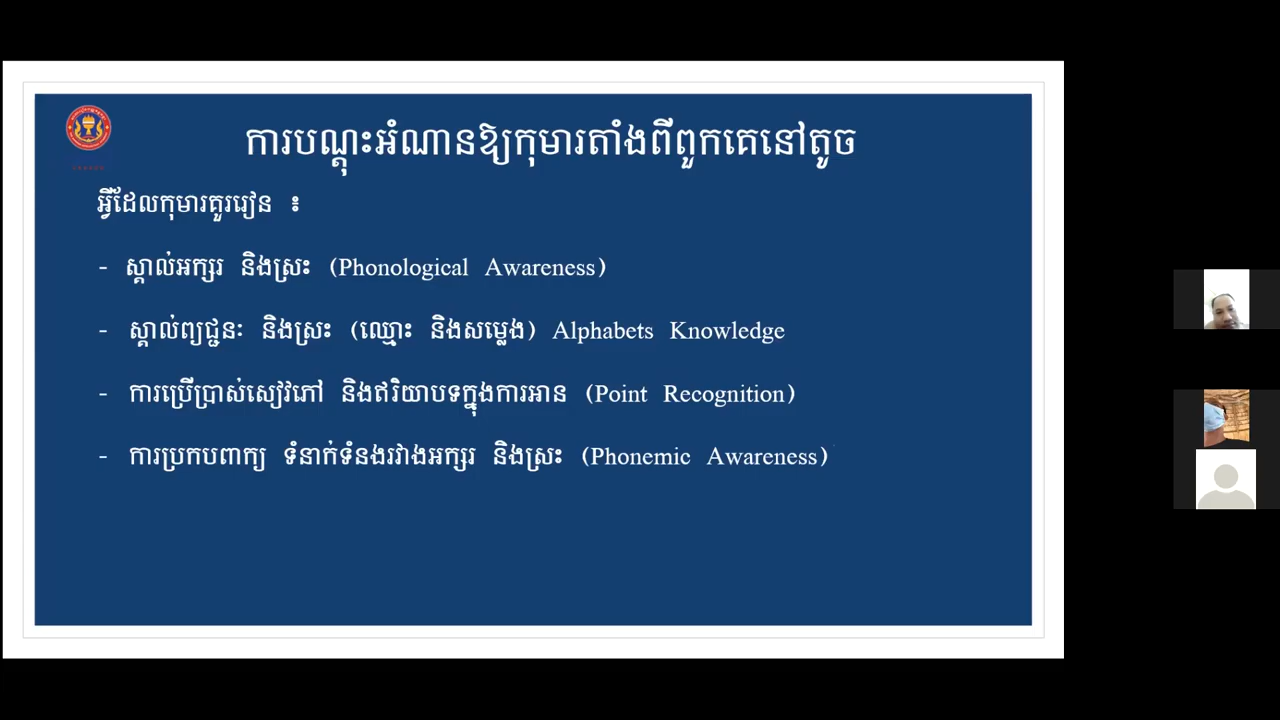 ការបណ្តុះអំណានឱ្យកុមារតាំងពីពួកគេនៅតូច
អ្វីដែលកុមារគួររៀន ៖
- ស្គាល់អក្សរ និងស្រះ (Phonological Awareness)
- ស្គាល់ព្យជ្ជនៈ និងស្រះ (ឈ្មោះ និងសម្លេង) Alphabets Knowledge
- ការប្រើប្រាស់សៀវភៅ និងឥរិយាបទក្នុងការអាន (Point Recognition)
- ការប្រកបពាក្យ ទំនាក់ទំនងរវាងអក្សរ និងស្រះ (Phonemic Awareness)